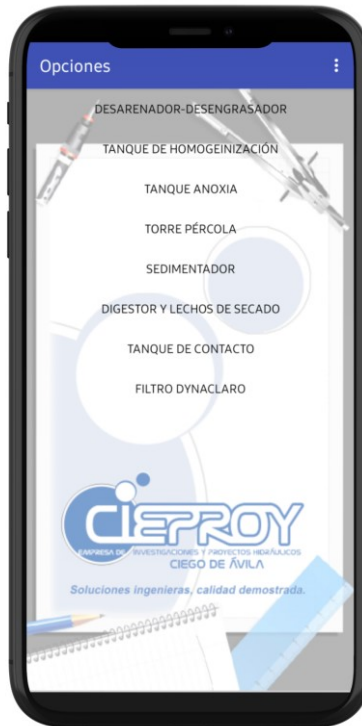 Opciones
DESARENADOR-DESENGRASADOR
TANQUE DE HOMOGEINIZACIÓN
TANQUE ANOXIA
TORRE PÉRCOLA
SEDIMENTADOR
DIGESTOR Y LECHOS DE SECADO
TANQUE DE CONTACTO
FILTRO DYNACLARO
CIEPROY
EMPRESA DE INVESTIGACIONES Y PROYECTOS HIDRÁULICOS
CIEGO DE ÁVILA
Soluciones ingenieras, calidad demostrada.